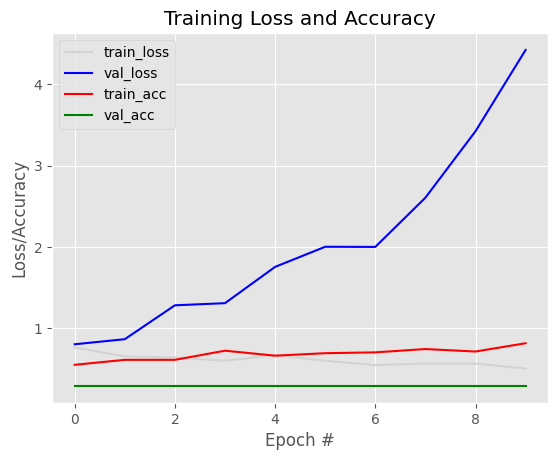 Training Loss and Accuracy
train_loss
val_loss
train_acc
val_acc
4
3
2
1
Loss/Accuracy
0 2 4 6 8
Epoch #